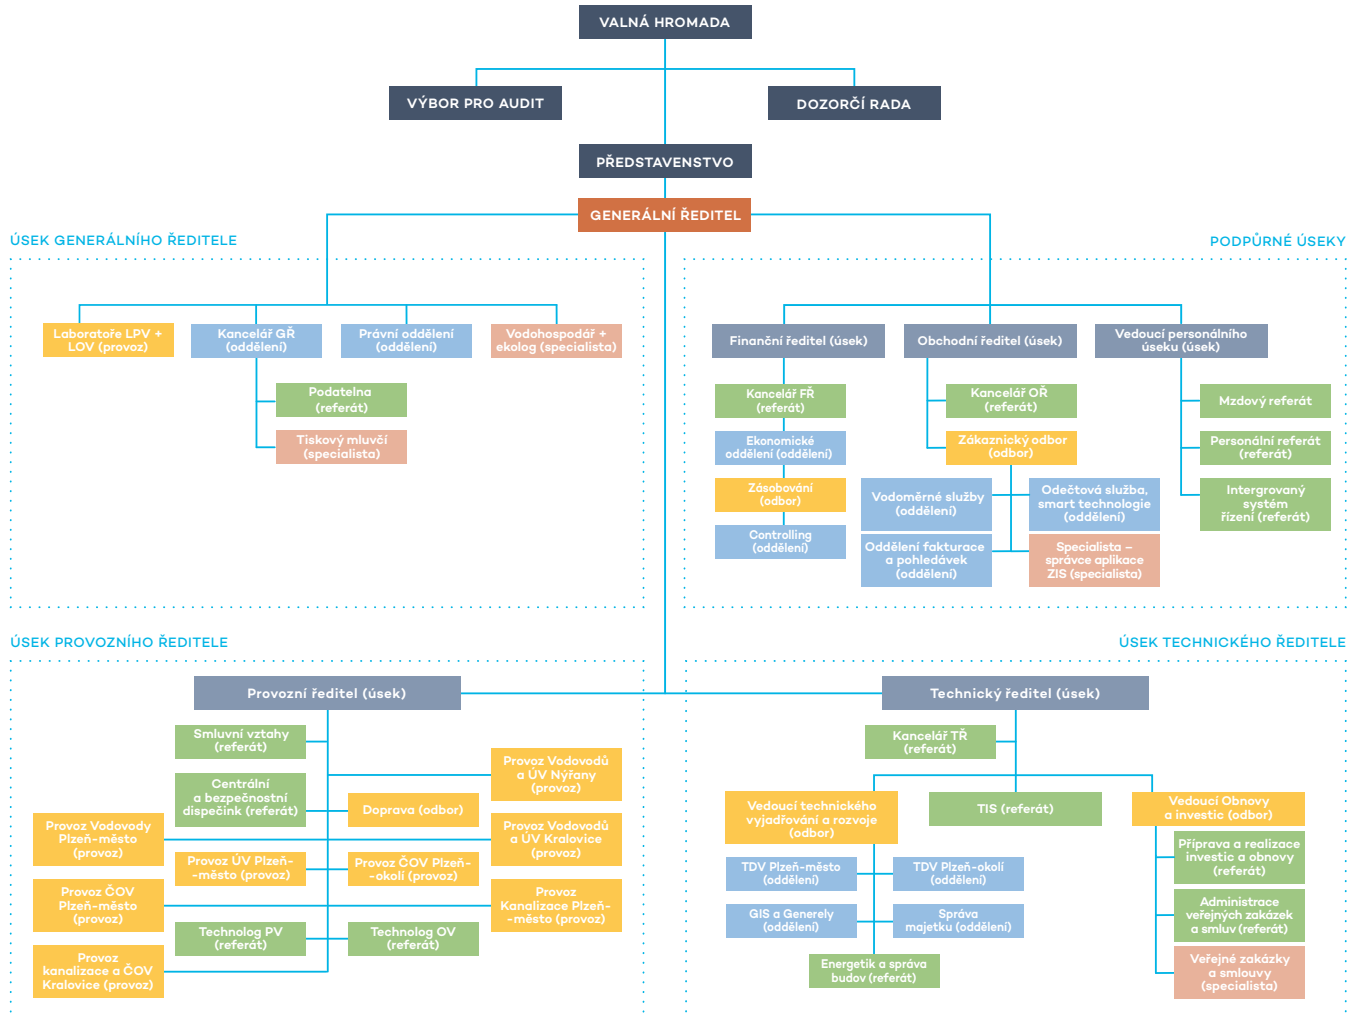 VALNÁ HROMADA
VÝBOR PRO AUDIT
DOZORČÍ RADA
PŘEDSTAVENSTVO
GENERÁLNÍ ŘEDITEL
ÚSEK GENERÁLNÍHO ŘEDITELE
Laboratoře LPV +
LOV (provoz)
Kancelář GŘ
(oddělení)
Právní oddělení
(oddělení)
Vodohospodář +
ekolog (specialista)
Podatelna
(referát)
Tiskový mluvčí
(specialista)
PODPŮRNÉ ÚSEKY
Finanční ředitel (úsek)
Obchodní ředitel (úsek)
Vedoucí personálního
úseku (úsek)
Kancelář FŘ
(referát)
Ekonomické
oddělení (oddělení)
Zásobování
(odbor)
Controlling
(oddělení)
Kancelář OŘ
(referát)
Zákaznický odbor
(odbor)
Vodoměrné služby
(oddělení)
Odečtová služba,
smart technologie
(oddělení)
Oddělení fakturace
a pohledávek
(oddělení)
Specialista –
správce aplikace
ZIS (specialista)
Mzdový referát
Personální referát
(referát)
Intergrovaný
systém
řízení (referát)
ÚSEK PROVOZNÍHO ŘEDITELE
Provozní ředitel (úsek)
Smluvní vztahy
(referát)
Provoz Vodovodů
a ÚV Nýřany
(provoz)
Centrální
a bezpečnostní
dispečink (referát)
Doprava (odbor)
Provoz Vodovody
Plzeň-město
(provoz)
Provoz Vodovodů
a ÚV Kralovice
(provoz)
Provoz ÚV Plzeň-
-město (provoz)
Provoz ČOV Plzeň-
-okolí (provoz)
Provoz ČOV
Plzeň-město
(provoz)
Provoz
Kanalizace Plzeň-
-město (provoz)
Technolog PV
(referát)
Technolog OV
(referát)
Provoz
kanalizace a ČOV
Kralovice (provoz)
ÚSEK TECHNICKÉHO ŘEDITELE
Technický ředitel (úsek)
Kancelář TŘ
(referát)
Vedoucí technického
vyjadřování a rozvoje
(odbor)
TIS (referát)
Vedoucí Obnovy
a investic (odbor)
TDV Plzeň-město
(oddělení)
TDV Plzeň-okolí
(oddělení)
GIS a Generely
(oddělení)
Správa
majetku (oddělení)
Energetik a správa
budov (referát)
Příprava a realizace
investic a obnovy
(referát)
Administrace
veřejných zakázek
a smluv (referát)
Veřejné zakázky
a smlouvy
(specialista)